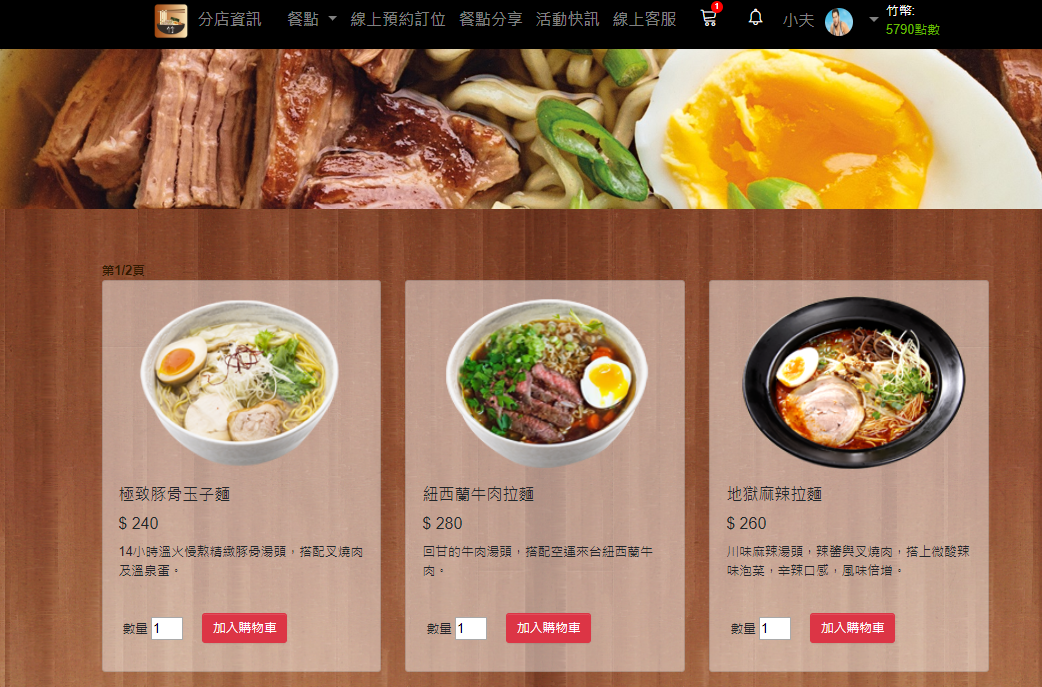 竹
分店資訊
餐點
線上預約訂位
餐點分享
活動快訊
線上客服
1
小夫
竹幣:
5790點數
第1/2頁
極致豚骨玉子麵
$ 240
14小時溫火慢熬精緻豚骨湯頭，搭配叉燒肉
及溫泉蛋。
數量 1
加入購物車
紐西蘭牛肉拉麵
$ 280
回甘的牛肉湯頭，搭配空運來台紐西蘭牛
肉。
數量 1
加入購物車
地獄麻辣拉麵
$ 260
川味麻辣湯頭，辣醬與叉燒肉，搭上微酸辣
味泡菜，辛辣口感，風味倍增。
數量 1
加入購物車